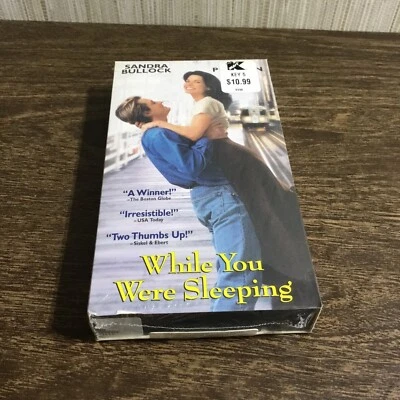 SANDRA
BULLOCK
K
$10.99
"A Winner!"
–The Boston Globe
"Irresistible!"
–USA Today
"Two Thumbs Up!"
–Siskel & Ebert
While You
Were Sleeping